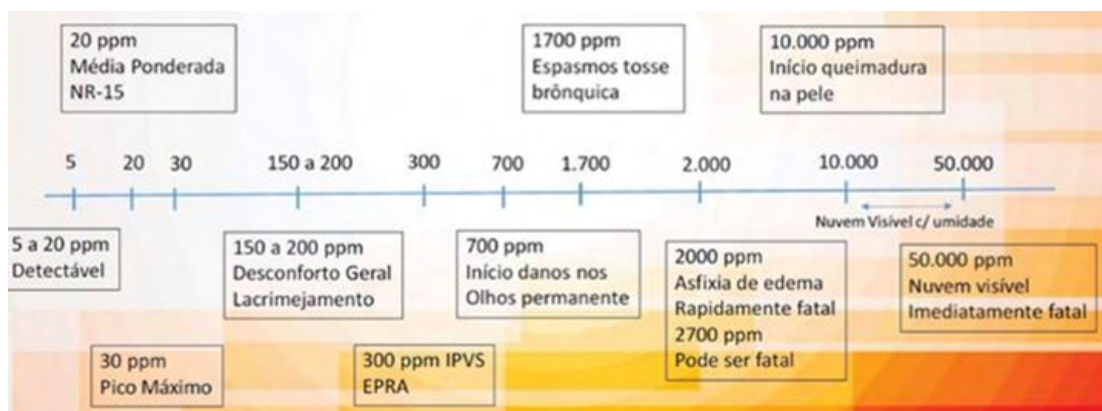 20 ppm
Média Ponderada
NR-15
1700 ppm
Espasmos tosse
brônquica
10.000 ppm
Início queimadura
na pele
5 20 30 150 a 200 300 700 1.700 2.000 10.000 50.000
Nuvem Visível c/ umidade
5 a 20 ppm
Detectável
150 a 200 ppm
Desconforto Geral
Lacrimejamento
700 ppm
Início danos nos
Olhos permanente
2000 ppm
Asfixia de edema
Rapidamente fatal
2700 ppm
Pode ser fatal
50.000 ppm
Nuvem visível
Imediatamente fatal
30 ppm
Pico Máximo
300 ppm IPVS
EPRA